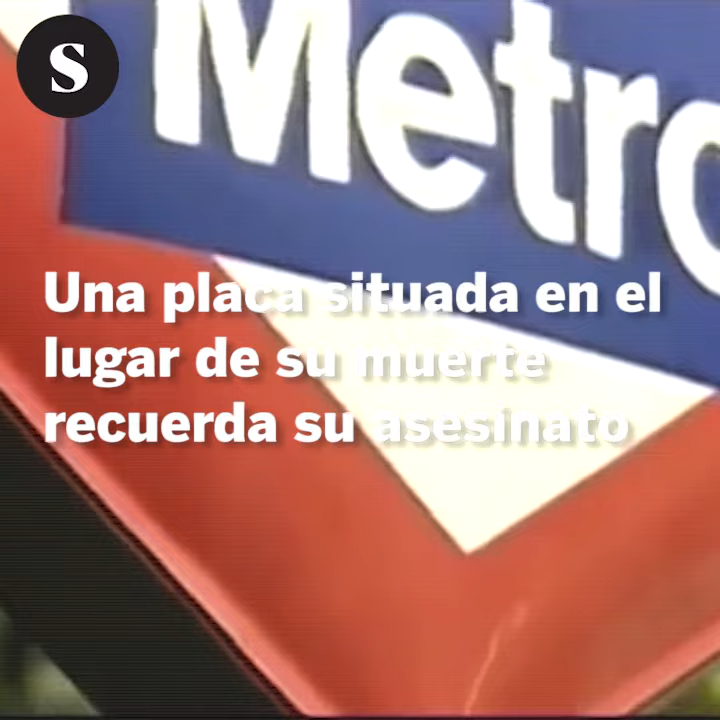 S
Metro
Una placa situada en el
lugar de su muerte
recuerda su asesinato